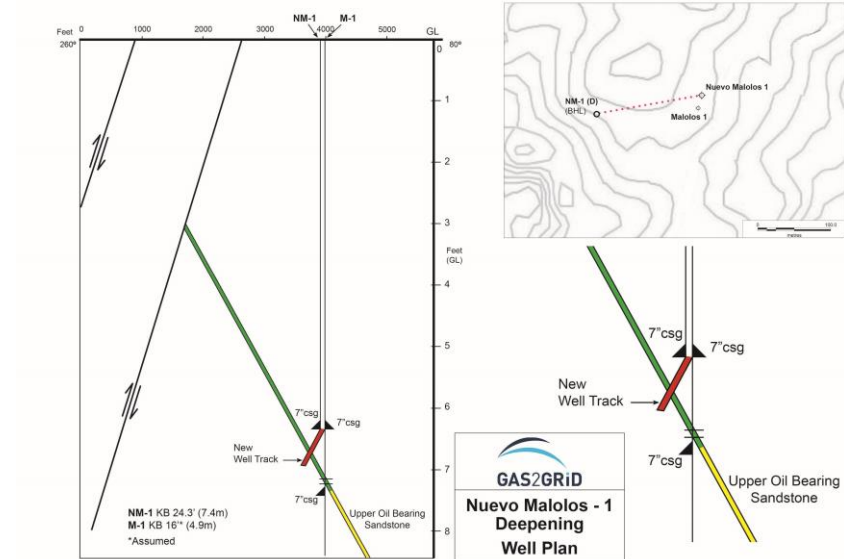 NM-1 M-1
Feet 0 1000 2000 3000 4000 5000 GL
260° 0 80°
1
2
3
Feet
(GL)
4
5
6
7
8
7"csg 7"csg
New
Well Track
7"csg
Upper Oil Bearing
Sandstone
NM-1 KB 24.3' (7.4m)
M-1 KB 16'* (4.9m)
*Assumed
Nuevo Malolos 1
NM-1 (D)
(BHL)
Malolos 1
0
metres
7"csg
7"csg
New
Well Track
7"csg
Upper Oil Bearing
Sandstone
GAS2GRiD
Nuevo Malolos - 1
Deepening
Well Plan